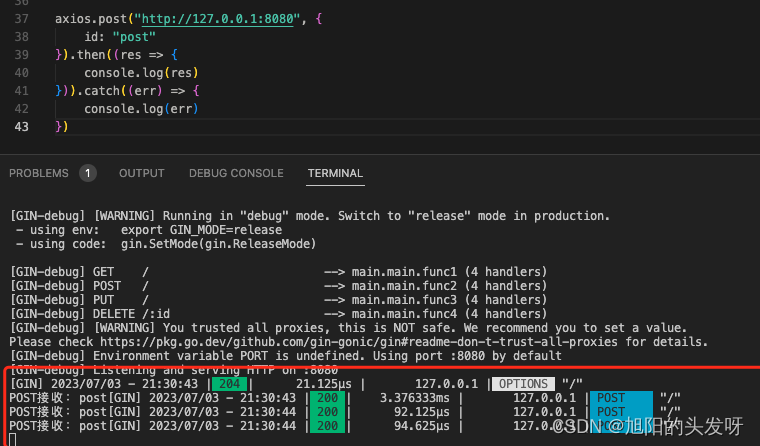 36
37 axios.post("http://127.0.0.1:8080", {
38 id: "post"
39 }).then((res => {
40 console.log(res)
41 })).catch((err) => {
42 console.log(err)
43 })
PROBLEMS 1 OUTPUT DEBUG CONSOLE TERMINAL
[GIN-debug] [WARNING] Running in "debug" mode. Switch to "release" mode in production.
- using env: export GIN_MODE=release
- using code: gin.SetMode(gin.ReleaseMode)
[GIN-debug] GET / --> main.main.func1 (4 handlers)
[GIN-debug] POST / --> main.main.func2 (4 handlers)
[GIN-debug] PUT / --> main.main.func3 (4 handlers)
[GIN-debug] DELETE /:id --> main.main.func4 (4 handlers)
[GIN-debug] [WARNING] You trusted all proxies, this is NOT safe. We recommend you to set a value.
Please check https://pkg.go.dev/github.com/gin-gonic/gin#readme-don-t-trust-all-proxies for details.
[GIN-debug] Environment variable PORT is undefined. Using port :8080 by default
[GIN-debug] Listening and serving HTTP on :8080
[GIN] 2023/07/03 - 21:30:43 | 204 | 21.125µs | 127.0.0.1 | OPTIONS "/"
POST接收: post[GIN] 2023/07/03 - 21:30:43 | 200 | 3.376333ms | 127.0.0.1 | POST "/"
POST接收: post[GIN] 2023/07/03 - 21:30:44 | 200 | 92.125µs | 127.0.0.1 | POST "/"
POST接收: post[GIN] 2023/07/03 - 21:30:44 | 200 | 94.625µs | 127.0.0.1 | POST "/"
CSDN @旭阳的头发呀